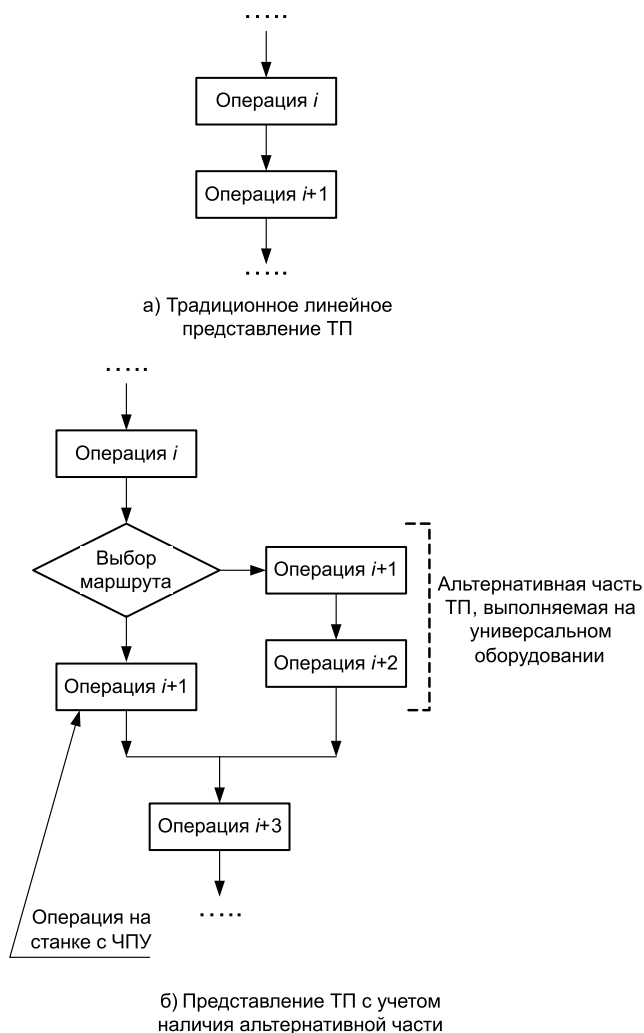 .....
Операция i
Операция i+1
.....
а) Традиционное линейное
представление ТП
.....
Операция i
Выбор
маршрута
Операция i+1
Операция i+2
Альтернативная часть
ТП, выполняемая на
универсальном
оборудовании
Операция i+1
Операция i+3
.....
Операция на
станке с ЧПУ
б) Представление ТП с учетом
наличия альтернативной части